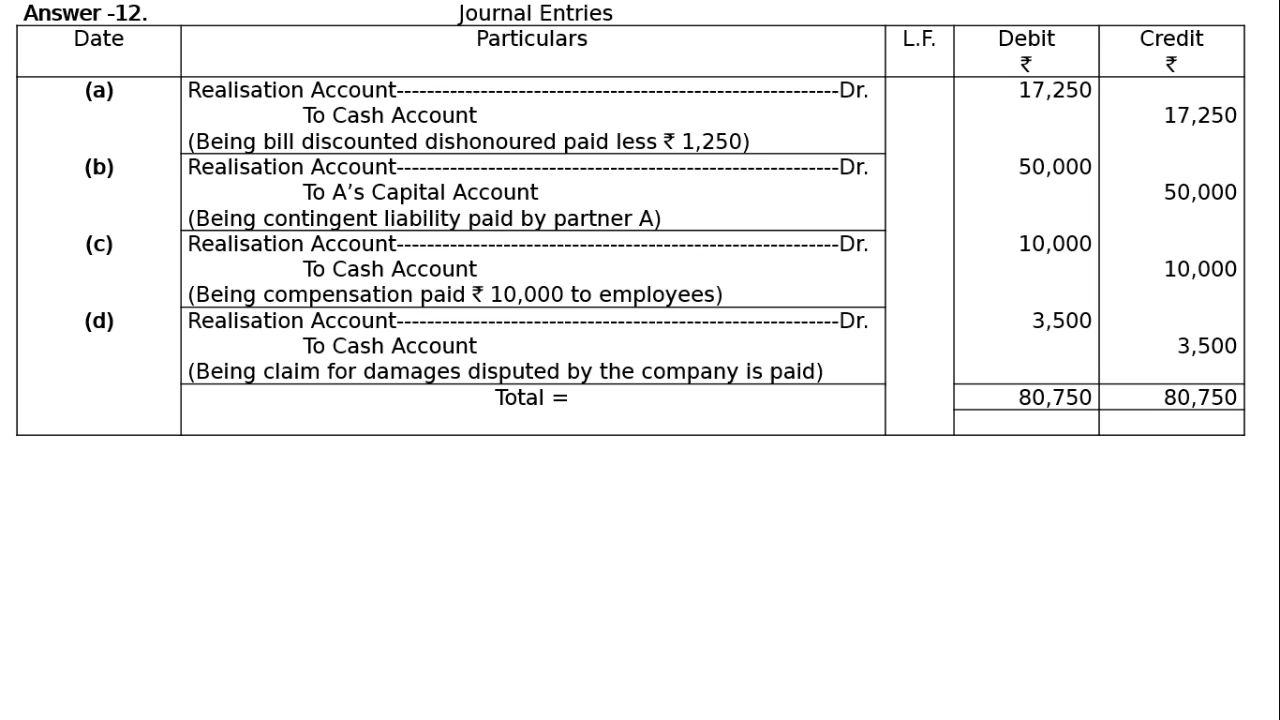 Answer -12. Journal Entries
Date Particulars L.F. Debit Credit
₹ ₹
(a) Realisation Account-----------------------------------------------------------Dr. 17,250
To Cash Account 17,250
(Being bill discounted dishonoured paid less ₹ 1,250)
(b) Realisation Account-----------------------------------------------------------Dr. 50,000
To A’s Capital Account 50,000
(Being contingent liability paid by partner A)
(c) Realisation Account-----------------------------------------------------------Dr. 10,000
To Cash Account 10,000
(Being compensation paid ₹ 10,000 to employees)
(d) Realisation Account-----------------------------------------------------------Dr. 3,500
To Cash Account 3,500
(Being claim for damages disputed by the company is paid)
Total = 80,750 80,750